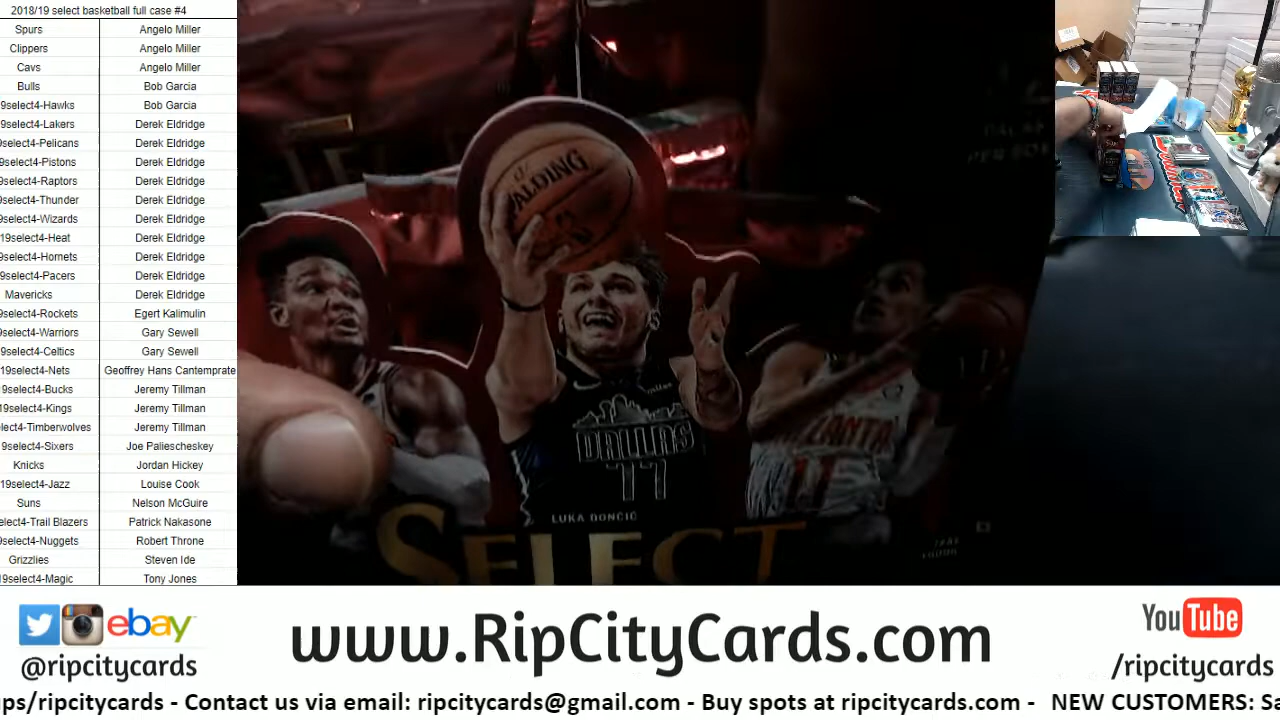 2018/19 select basketball full case #4
Spurs Angelo Miller
Clippers Angelo Miller
Cavs Angelo Miller
Bulls Bob Garcia
9select4-Hawks Bob Garcia
9select4-Lakers Derek Eldridge
9select4-Pelicans Derek Eldridge
9select4-Pistons Derek Eldridge
9select4-Raptors Derek Eldridge
9select4-Thunder Derek Eldridge
9select4-Wizards Derek Eldridge
19select4-Heat Derek Eldridge
9select4-Hornets Derek Eldridge
9select4-Pacers Derek Eldridge
Mavericks Derek Eldridge
9select4-Rockets Egert Kalimulin
9select4-Warriors Gary Sewell
9select4-Celtics Gary Sewell
19select4-Nets Geoffrey Hans Cantemprate
9select4-Bucks Jeremy Tillman
19select4-Kings Jeremy Tillman
lect4-Timberwolves Jeremy Tillman
9select4-Sixers Joe Paliescheskey
Knicks Jordan Hickey
19select4-Jazz Louise Cook
Suns Nelson McGuire
elect4-Trail Blazers Patrick Nakasone
9select4-Nuggets Robert Throne
Grizzlies Steven Ide
19select4-Magic Tony Jones
SPALDING
DALLAS
77
ATLANTA
11
LUKA DONČIĆ
SELECT
ebay
@ripcitycards
www.RipCityCards.com
YouTube
/ripcitycards
ps/ripcitycards - Contact us via email: ripcitycards@gmail.com - Buy spots at ripcitycards.com - NEW CUSTOMERS: Sa